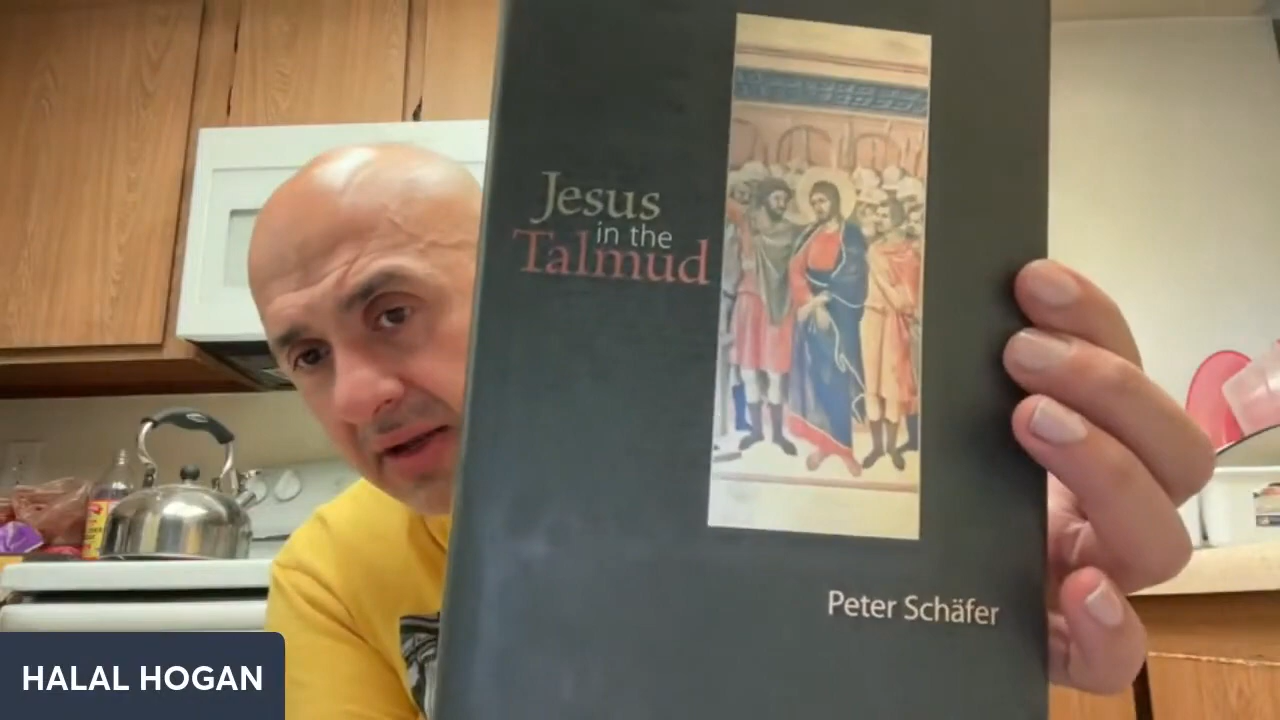 Jesus
in the
Talmud
Peter Schäfer
HALAL HOGAN